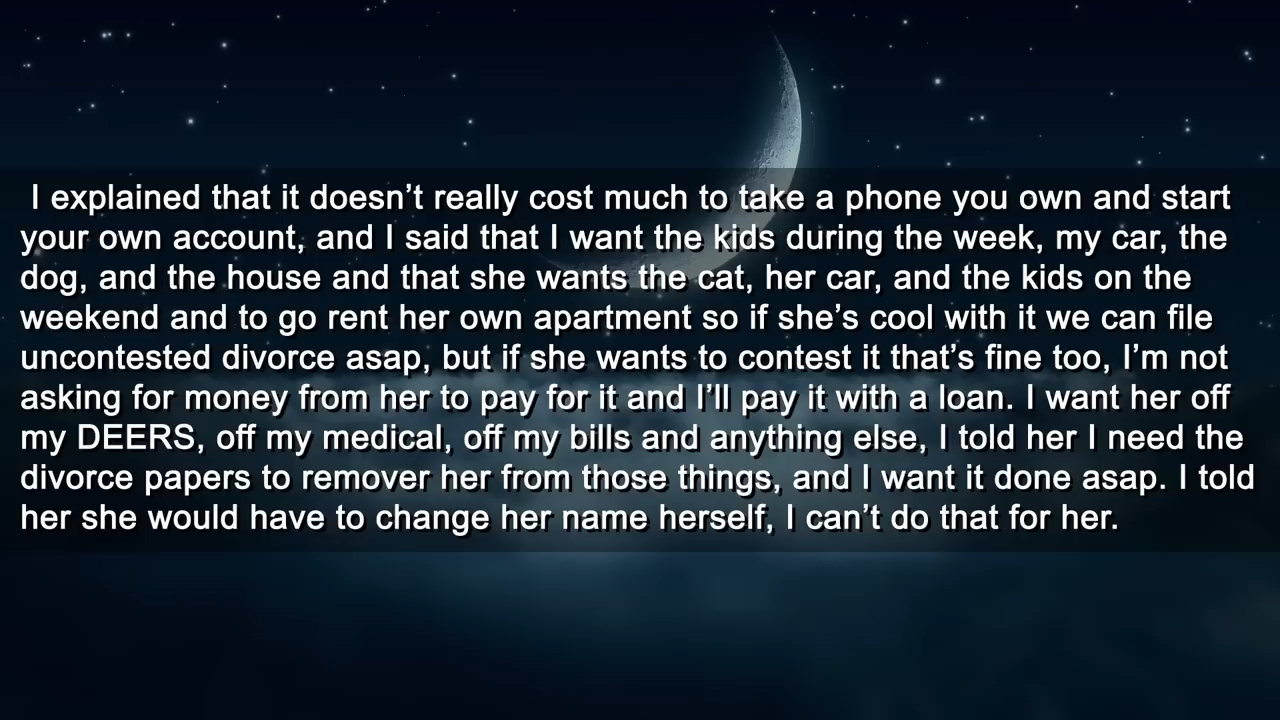 I explained that it doesn’t really cost much to take a phone you own and start
your own account, and I said that I want the kids during the week, my car, the
dog, and the house and that she wants the cat, her car, and the kids on the
weekend and to go rent her own apartment so if she’s cool with it we can file
uncontested divorce asap, but if she wants to contest it that’s fine too, I’m not
asking for money from her to pay for it and I’ll pay it with a loan. I want her off
my DEERS, off my medical, off my bills and anything else, I told her I need the
divorce papers to remover her from those things, and I want it done asap. I told
her she would have to change her name herself, I can’t do that for her.